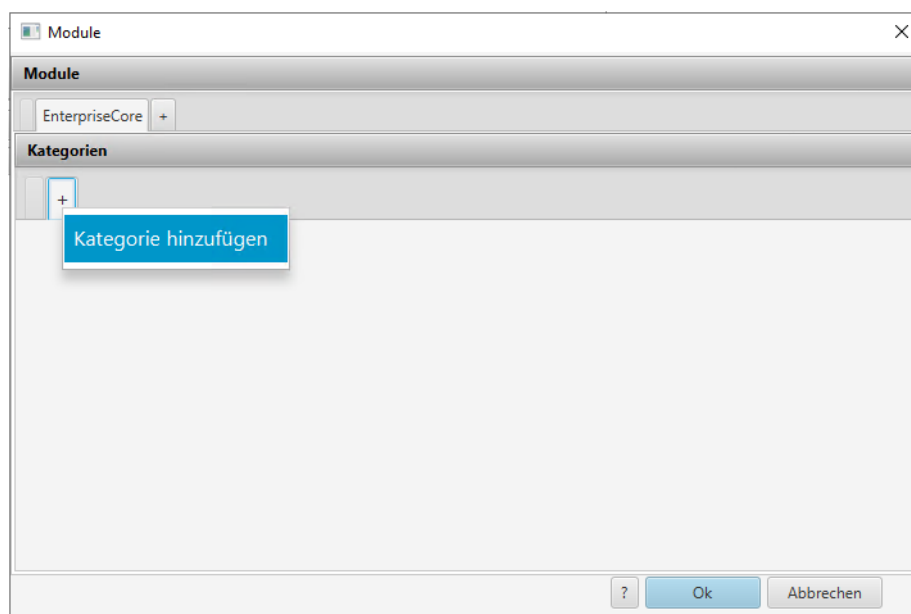 Module
Module
EnterpriseCore +
Kategorien
+
Kategorie hinzufügen
? Ok Abbrechen